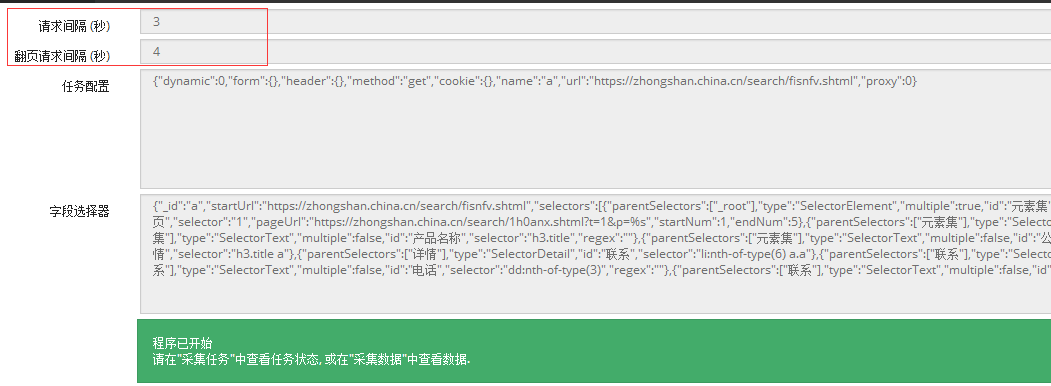 请求间隔 (秒) 3
翻页请求间隔 (秒) 4
任务配置 {"dynamic":0,"form":{},"header":{},"method":"get","cookie":{},"name":"a","url":"https://zhongshan.china.cn/search/fisnfv.shtml","proxy":0}
字段选择器 {"_id":"a","startUrl":"https://zhongshan.china.cn/search/fisnfv.shtml","selectors":[{"parentSelectors":["_root"],"type":"SelectorElement","multiple":true,"id":"元素集"
页","selector":"1","pageUrl":"https://zhongshan.china.cn/search/1h0anx.shtml?t=1&p=%s","startNum":1,"endNum":5},{"parentSelectors":["元素集"],"type":"Selecto
集"],"type":"SelectorText","multiple":false,"id":"产品名称","selector":"h3.title","regex":""},{"parentSelectors":["元素集"],"type":"SelectorText","multiple":false,"id":"公
情","selector":"h3.title a"},{"parentSelectors":["详情"],"type":"SelectorDetail","id":"联系","selector":"li:nth-of-type(6) a.a"},{"parentSelectors":["联系"],"type":"Selecto
系"],"type":"SelectorText","multiple":false,"id":"电话","selector":"dd:nth-of-type(3)","regex":""},{"parentSelectors":["联系"],"type":"SelectorText","multiple":false,"id"
程序已开始
请在"采集任务"中查看任务状态, 或在"采集数据"中查看数据.